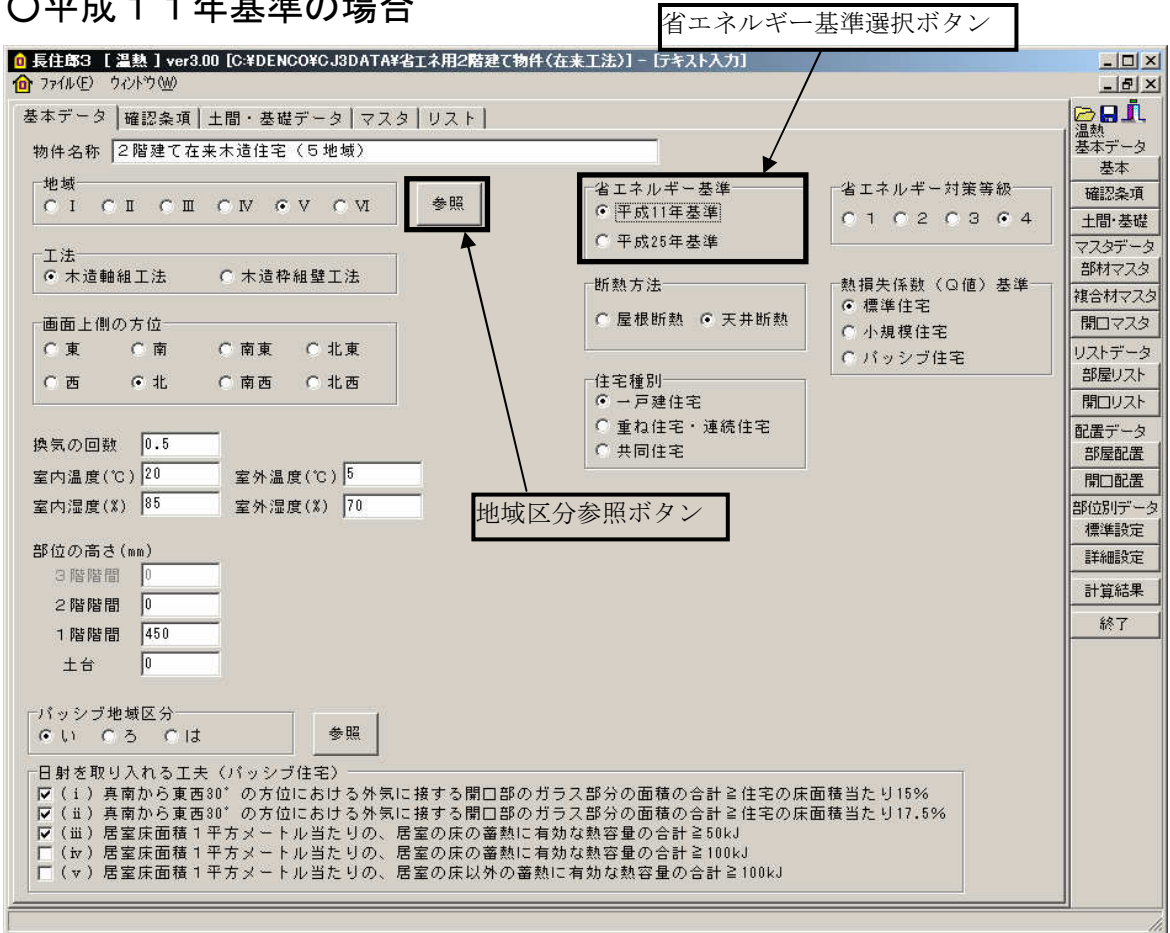 〇平成１１年基準の場合
省エネルギー基準選択ボタン
長住郎3 [ 温熱 ] ver3.00 [C:¥DENCO¥CJ3DATA¥省エネ用2階建て物件(在来工法)] - [テキスト入力]
ファイル(F) ウィンドウ(W)
基本データ 確認条項 土間・基礎データ マスタ リスト
物件名称 2階建て在来木造住宅（5地域）
地域
Ⅰ Ⅱ Ⅲ Ⅳ Ⅴ Ⅵ
参照
省エネルギー基準
平成11年基準
平成25年基準
省エネルギー対策等級
1 2 3 4
工法
木造軸組工法 木造枠組壁工法
断熱方法
屋根断熱 天井断熱
熱損失係数（Q値）基準
標準住宅
小規模住宅
パッシブ住宅
画面上側の方位
東 南 南東 北東
西 北 南西 北西
住宅種別
一戸建住宅
重ね住宅・連続住宅
共同住宅
換気の回数 0.5
室内温度(℃) 20 室外温度(℃) 5
室内湿度(%) 85 室外湿度(%) 70
地域区分参照ボタン
部位の高さ(mm)
3階階間 0
2階階間 0
1階階間 450
土台 0
パッシブ地域区分
い ろ は
参照
日射を取り入れる工夫（パッシブ住宅）
(ⅰ) 真南から東西30°の方位における外気に接する開口部のガラス部分の面積の合計≧住宅の床面積当たり15%
(ⅱ) 真南から東西30°の方位における外気に接する開口部のガラス部分の面積の合計≧住宅の床面積当たり17.5%
(ⅲ) 居室床面積1平方メートル当たりの、居室の床の蓄熱に有効な熱容量の合計≧50kJ
(ⅳ) 居室床面積1平方メートル当たりの、居室の床の蓄熱に有効な熱容量の合計≧100kJ
(ⅴ) 居室床面積1平方メートル当たりの、居室の床以外の蓄熱に有効な熱容量の合計≧100kJ
温熱
基本データ
基本
確認条項
土間・基礎
マスタデータ
部材マスタ
複合材マスタ
開口マスタ
リストデータ
部屋リスト
開口リスト
配置データ
部屋配置
開口配置
部位別データ
標準設定
詳細設定
計算結果
終了